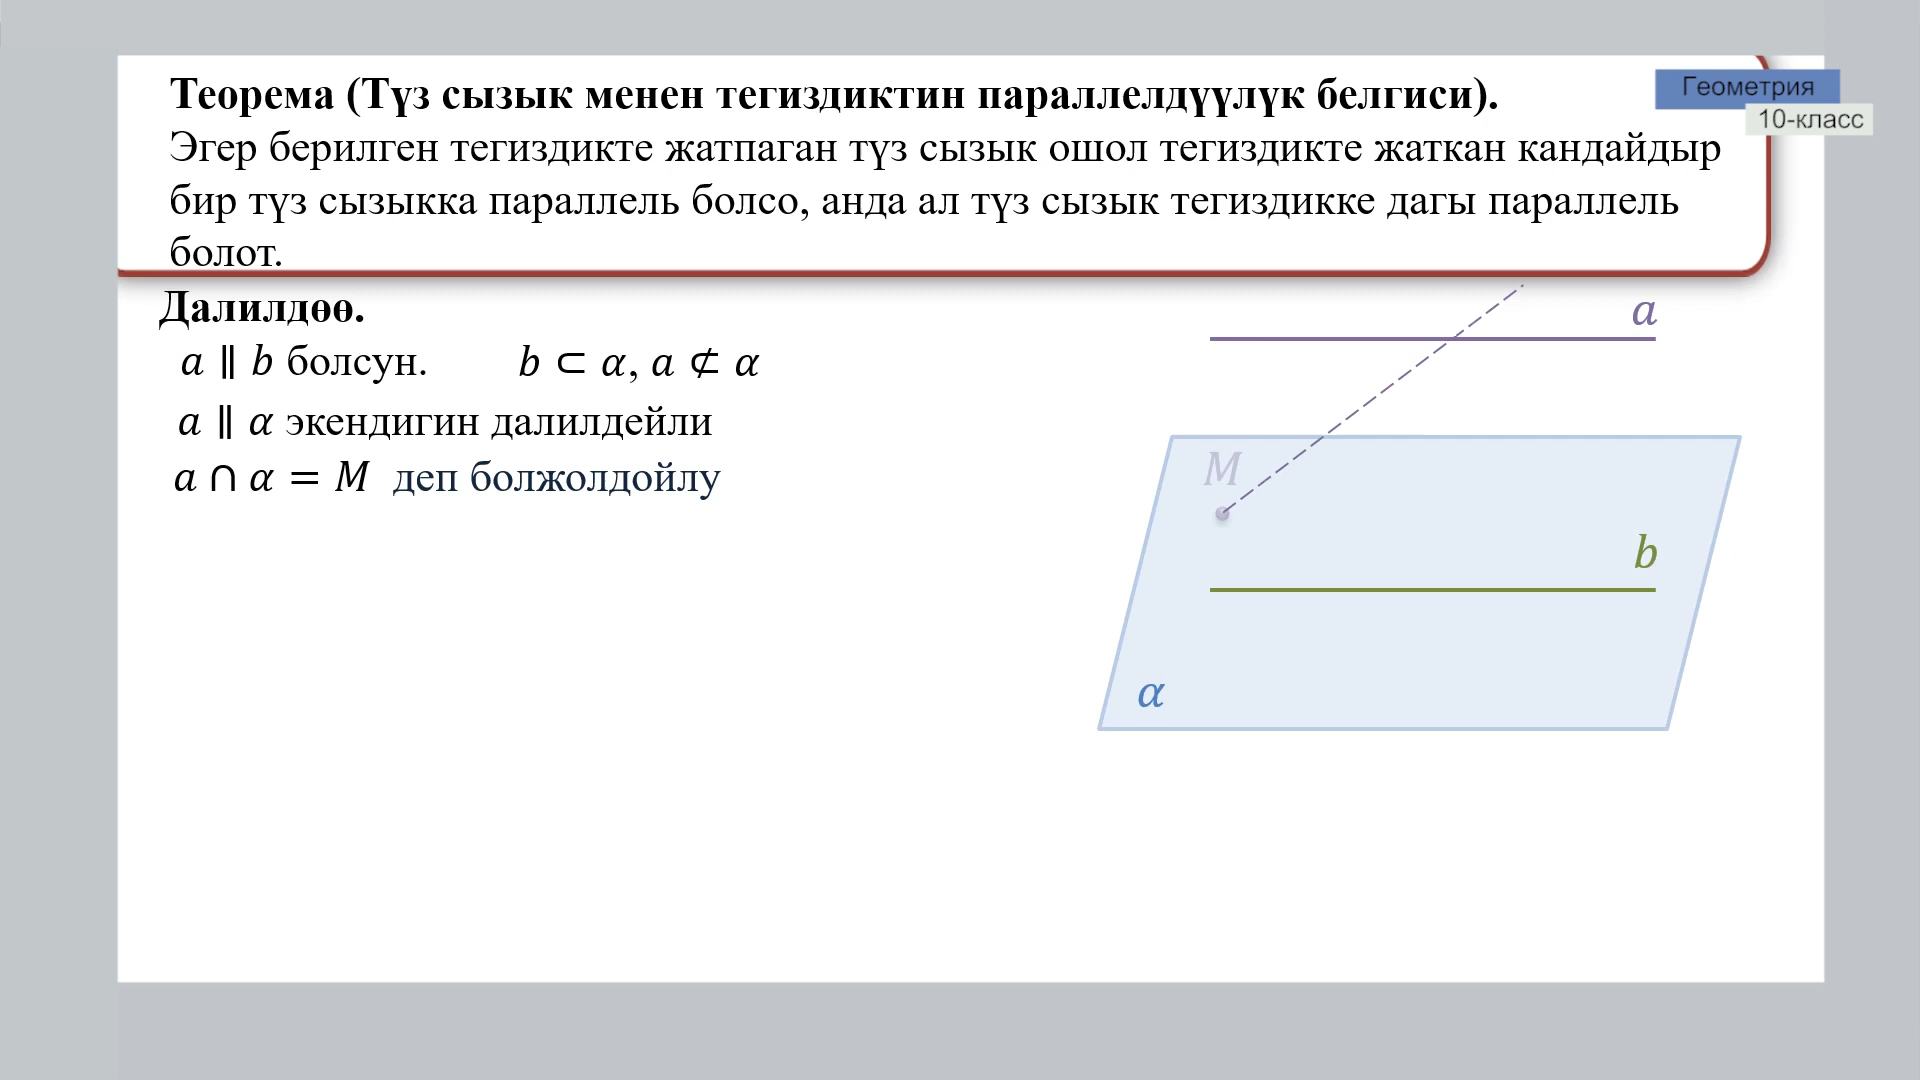 Теорема (Түз сызык менен тегиздиктин параллелдүүлүк белгиси).
Геометрия
10-класс
Эгер берилген тегиздикте жатпаган түз сызык ошол тегиздикте жаткан кандайдыр
бир түз сызыкка параллель болсо, анда ал түз сызык тегиздикке дагы параллель
болот.
Далилдөө.
a ∥ b болсун. b ⊂ α, a ⊄ α
a ∥ α экендигин далилдейли
a ∩ α = M деп болжолдойлу
a
M
b
α